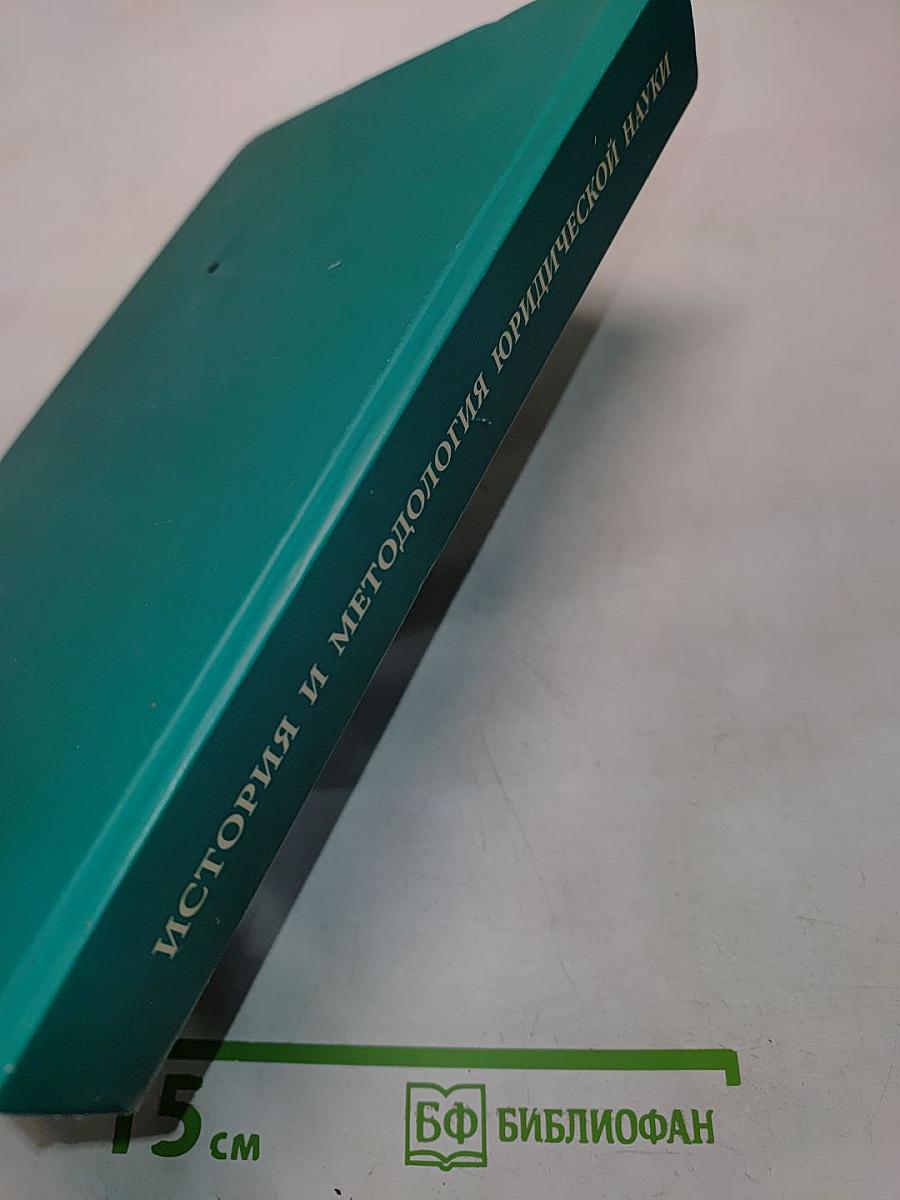 ИСТОРИЯ И МЕТОДОЛОГИЯ ЮРИДИЧЕСКОЙ НАУКИ
15 см
БФ БИБЛИОФАН